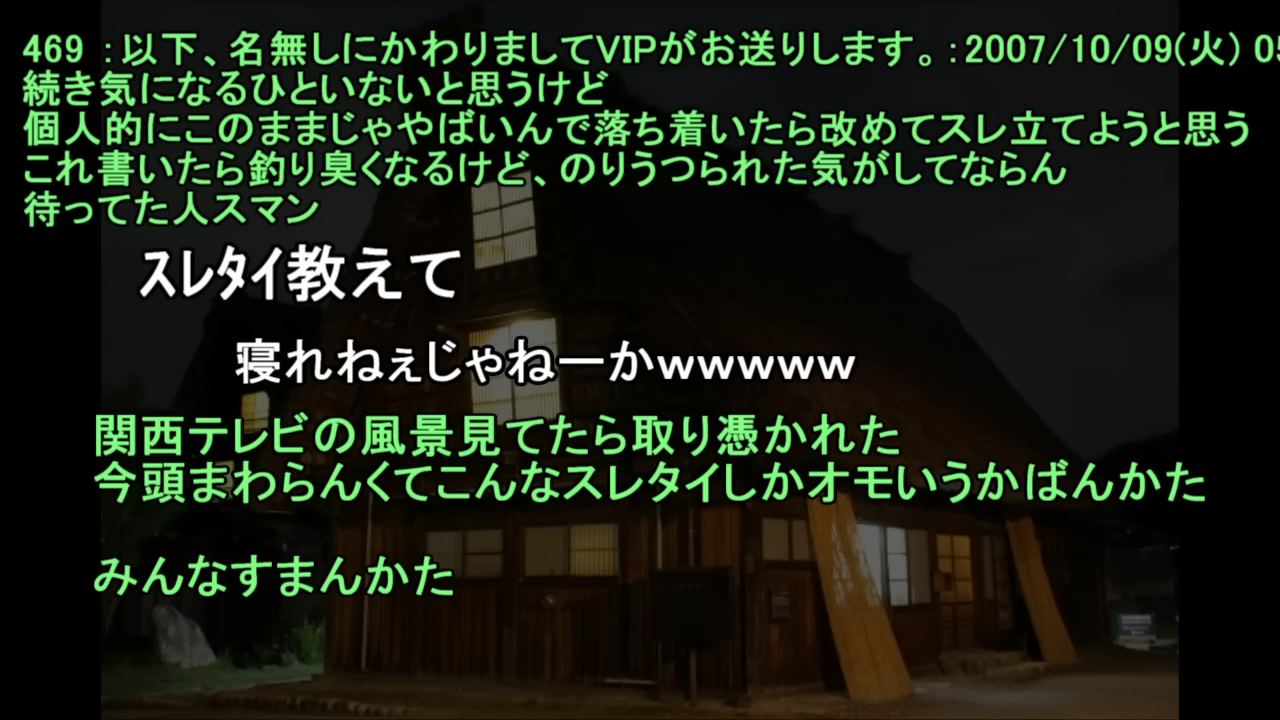 469 ：以下、名無しにかわりましてVIPがお送りします。：2007/10/09(火) 05
続き気になるひといないと思うけど
個人的にこのままじゃやばいんで落ち着いたら改めてスレ立てようと思う
これ書いたら釣り臭くなるけど、のりうつられた気がしてならん
待ってた人スマン
ｽﾚﾀｲ教えて
寝れねぇじゃねーかwwwww
関西テレビの風景見てたら取り憑かれた
今頭まわらんくてこんなスレタイしかオモいうかばんかた
みんなすまんかた